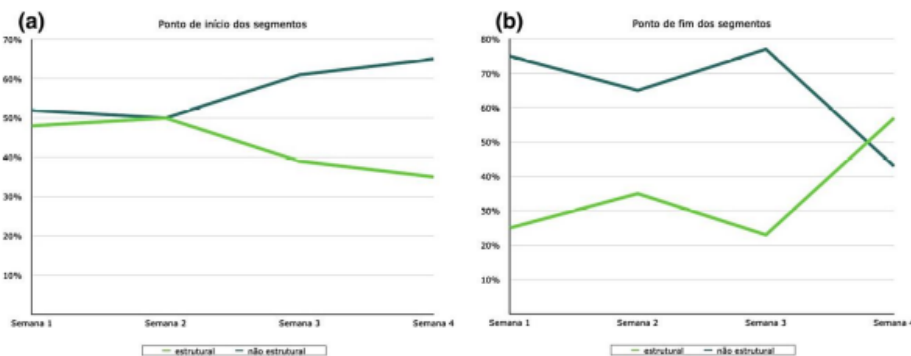 (a)
Ponto de início dos segmentos
70%
60%
50%
40%
30%
20%
10%
Semana 1 Semana 2 Semana 3 Semana 4
estrutural não estrutural
(b)
Ponto de fim dos segmentos
80%
70%
60%
50%
40%
30%
20%
10%
Semana 1 Semana 2 Semana 3 Semana 4
estrutural não estrutural